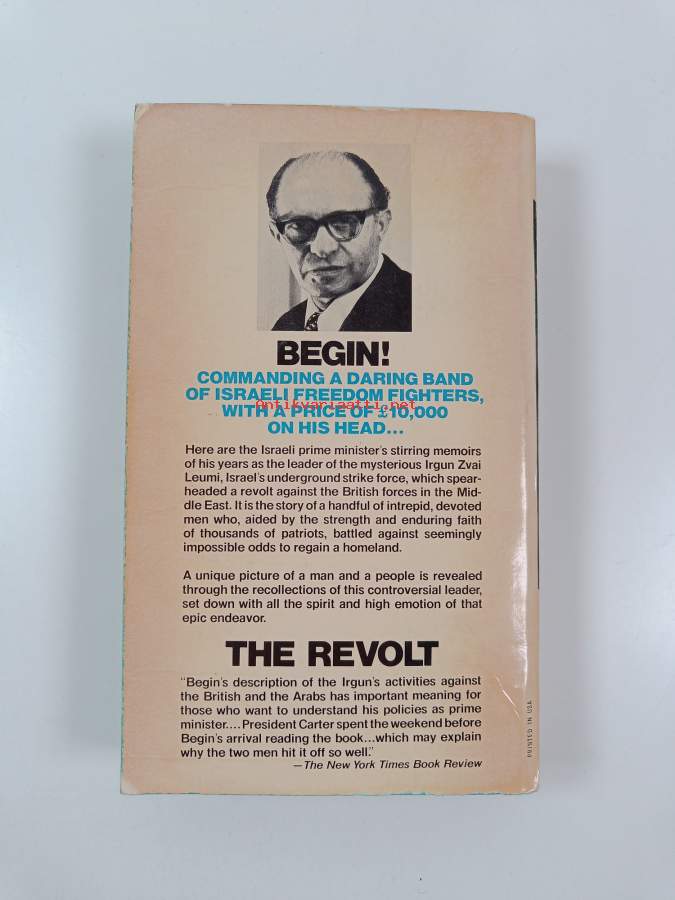 BEGIN!
COMMANDING A DARING BAND
OF ISRAELI FREEDOM FIGHTERS,
Antikvariaatti.net
WITH A PRICE OF £10,000
ON HIS HEAD...
Here are the Israeli prime minister's stirring memoirs
of his years as the leader of the mysterious Irgun Zvai
Leumi, Israel's underground strike force, which spear-
headed a revolt against the British forces in the Mid-
dle East. It is the story of a handful of intrepid, devoted
men who, aided by the strength and enduring faith
of thousands of patriots, battled against seemingly
impossible odds to regain a homeland.
A unique picture of a man and a people is revealed
through the recollections of this controversial leader,
set down with all the spirit and high emotion of that
epic endeavor.
THE REVOLT
"Begin's description of the Irgun's activities against
the British and the Arabs has important meaning for
those who want to understand his policies as prime
minister.... President Carter spent the weekend before
Begin's arrival reading the book...which may explain
why the two men hit it off so well."
—The New York Times Book Review
PRINTED IN USA